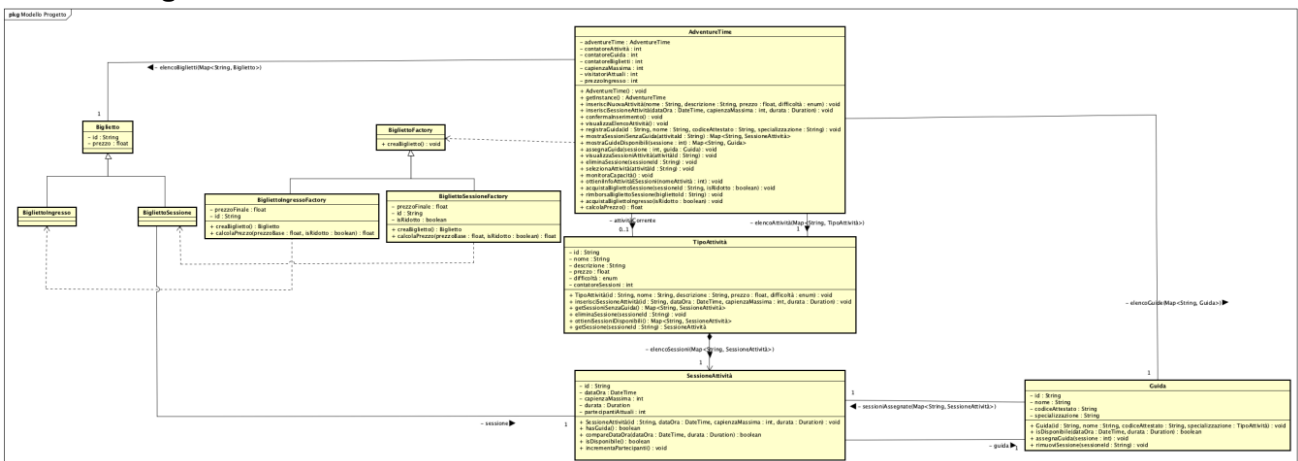 pkg Modello Progetto
AdventureTime
– adventureTime : AdventureTime
– contatoreAttività : int
– contatoreGuida : int
– contatoreBiglietti : int
– capienzaMassima : int
– visitatoriAttuali : int
– prezzoIngresso : int
+ AdventureTime() : void
+ getInstance() : AdventureTime
+ inserisciNuovaAttività(nome : String, descrizione : String, prezzo : float, difficoltà : enum) : void
+ inserisciSessioneAttività(dataOra : DateTime, capienzaMassima : int, durata : Duration) : void
+ confermaInserimento() : void
+ visualizzaElencoAttività() : void
+ registraGuida(id : String, nome : String, codiceAttestato : String, specializzazione : String) : void
+ mostraSessioniSenzaGuida(attivitàId : String) : Map<String, SessioneAttività>
+ mostraGuideDisponibili(sessione : int) : Map<String, Guida>
+ assegnaGuida(sessione : int, guida : Guida) : void
+ visualizzaSessioniAttività(attivitàId : String) : void
+ eliminaSessione(sessioneId : String) : void
+ selezionaAttività(attivitàId : String) : void
+ monitoraCapacità() : void
+ ottieniInfoAttivitàESessioni(nomeAttività : int) : void
+ acquistaBigliettoSessione(sessioneId : String, isRidotto : boolean) : void
+ rimborsaBigliettoSessione(bigliettoId : String) : void
+ acquistaBigliettoIngresso(isRidotto : boolean) : void
+ calcolaPrezzo() : float
– elencoBiglietti(Map<String, Biglietto>)
1
Biglietto
– id : String
– prezzo : float
BigliettoFactory
+ creaBiglietto() : void
BigliettoIngresso
BigliettoSessione
BigliettoIngressoFactory
– prezzoFinale : float
– id : String
+ creaBiglietto() : Biglietto
+ calcolaPrezzo(prezzoBase : float, isRidotto : boolean) : float
BigliettoSessioneFactory
– prezzoFinale : float
– id : String
– isRidotto : boolean
+ creaBiglietto() : Biglietto
+ calcolaPrezzo(prezzoBase : float, isRidotto : boolean) : float
– attivitàCorrente
0..1
– elencoAttività(Map<String, TipoAttività>)
1
TipoAttività
– id : String
– nome : String
– descrizione : String
– prezzo : float
– difficoltà : enum
– contatoreSessioni : int
+ TipoAttività(id : String, nome : String, descrizione : String, prezzo : float, difficoltà : enum) : void
+ inserisciSessioneAttività(id : String, dataOra : DateTime, capienzaMassima : int, durata : Duration) : void
+ getSessioniSenzaGuida() : Map<String, SessioneAttività>
+ eliminaSessione(sessioneId : String) : void
+ ottieniSessioniDisponibili() : Map<String, SessioneAttività>
+ getSessione(sessioneId : String) : SessioneAttività
– elencoGuide(Map<String, Guida>)
– elencoSessioni(Map<String, SessioneAttività>)
1
1
SessioneAttività
– id : String
– dataOra : DateTime
– capienzaMassima : int
– durata : Duration
– partecipantiAttuali : int
+ SessioneAttività(id : String, dataOra : DateTime, capienzaMassima : int, durata : Duration) : void
+ hasGuida() : boolean
+ compareDataOra(dataOra : DateTime, durata : Duration) : boolean
+ isDisponibile() : boolean
+ incrementaPartecipanti() : void
1
– sessioniAssegnate(Map<String, SessioneAttività>)
– sessione
1
– guida
1
Guida
– id : String
– nome : String
– codiceAttestato : String
– specializzazione : String
+ Guida(id : String, nome : String, codiceAttestato : String, specializzazione : TipoAttività) : void
+ isDisponibile(dataOra : DateTime, durata : Duration) : boolean
+ assegnaGuida(sessione : int) : void
+ rimuoviSessione(sessioneId : String) : void